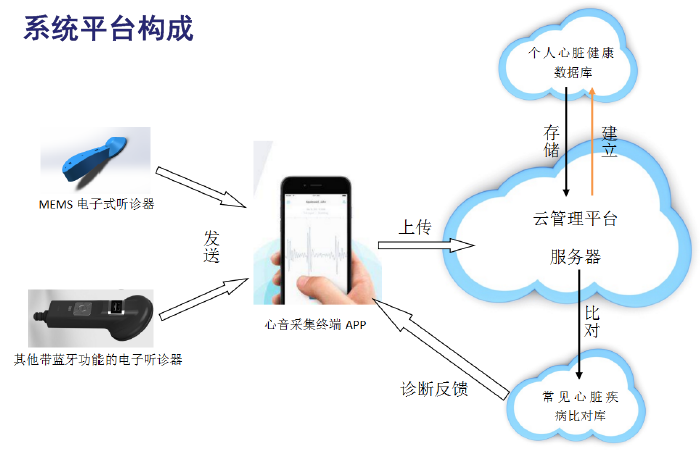 系统平台构成
个人心脏健康
数据库
存储
建立
MEMS 电子式听诊器
发送
上传
云管理平台
服务器
心音采集终端 APP
其他带蓝牙功能的电子听诊器
比对
诊断反馈
常见心脏疾
病比对库